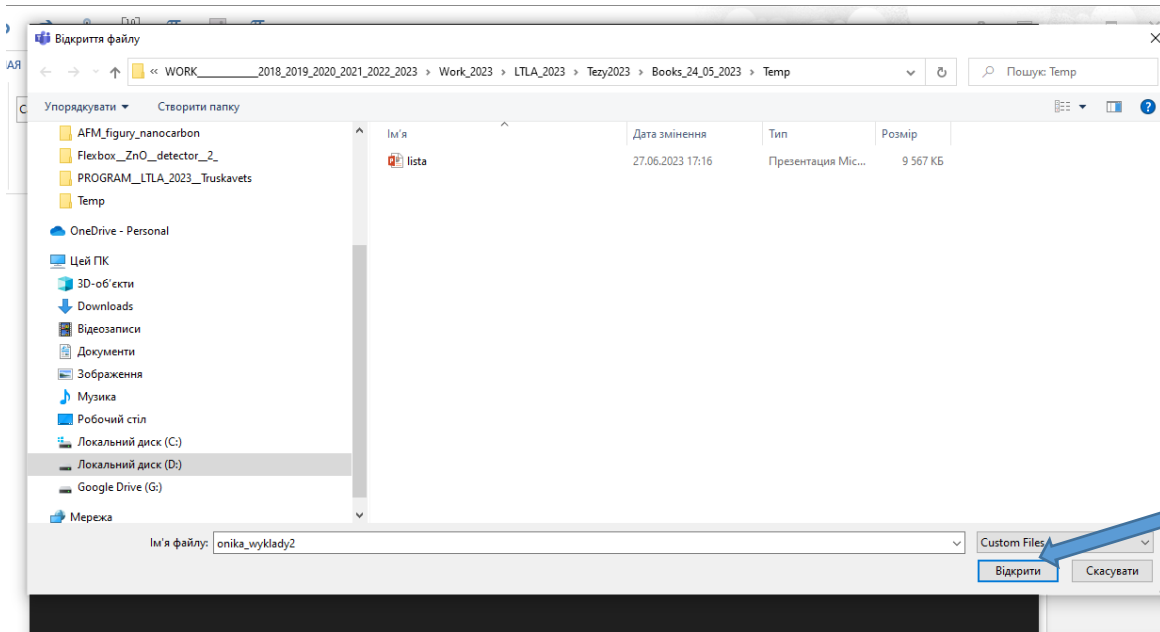 Відкриття файлу
АЯ
« WORK__________2018_2019_2020_2021_2022_2023 › Work_2023 › LTLA_2023 › Tezy2023 › Books_24_05_2023 › Temp
Пошук: Temp
Упорядкувати Створити папку
AFM_figury_nanocarbon
Flexbox__ZnO__detector__2_
PROGRAM__LTLA_2023__Truskavets
Temp
OneDrive - Personal
Цей ПК
3D-об'єкти
Downloads
Відеозаписи
Документи
Зображення
Музика
Робочий стіл
Локальний диск (C:)
Локальний диск (D:)
Google Drive (G:)
Мережа
Ім'я Дата змінення Тип Розмір
lista 27.06.2023 17:16 Презентация Мic... 9 567 КБ
Ім'я файлу: onika_wyklady2 Custom Files
Відкрити Скасувати